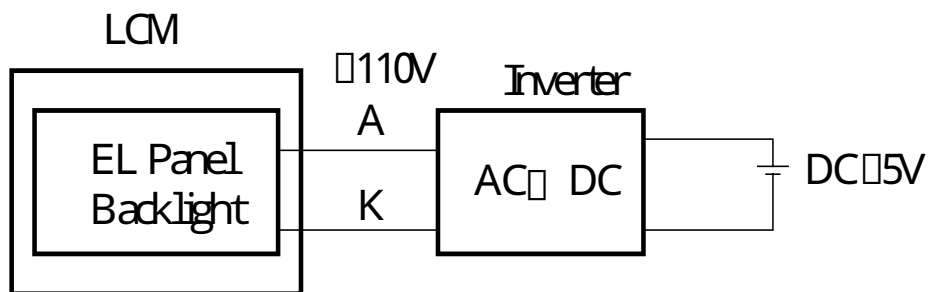 LCM
▯110V
Inverter
A
EL Panel
Backlight
AC▯ DC
DC▯5V
K